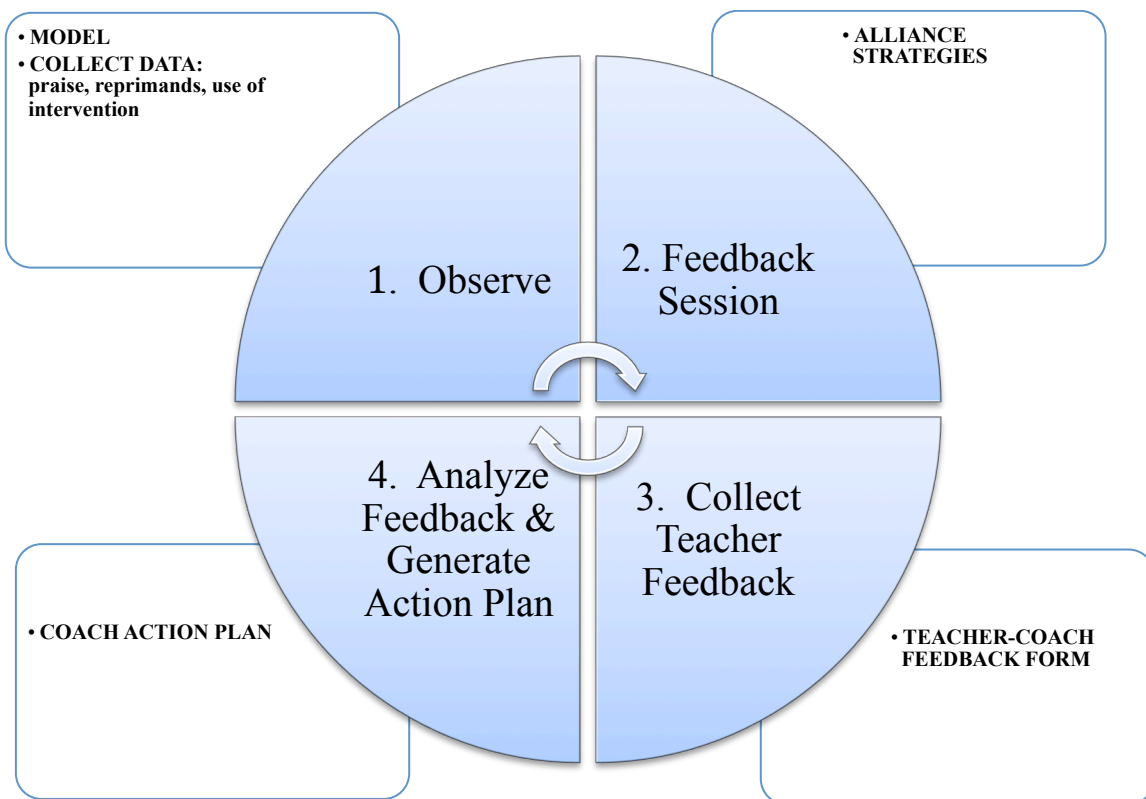 • MODEL
• COLLECT DATA:
praise, reprimands, use of
intervention
• ALLIANCE
STRATEGIES
1. Observe
2. Feedback
Session
4. Analyze
Feedback &
Generate
Action Plan
3. Collect
Teacher
Feedback
• COACH ACTION PLAN
• TEACHER-COACH
FEEDBACK FORM